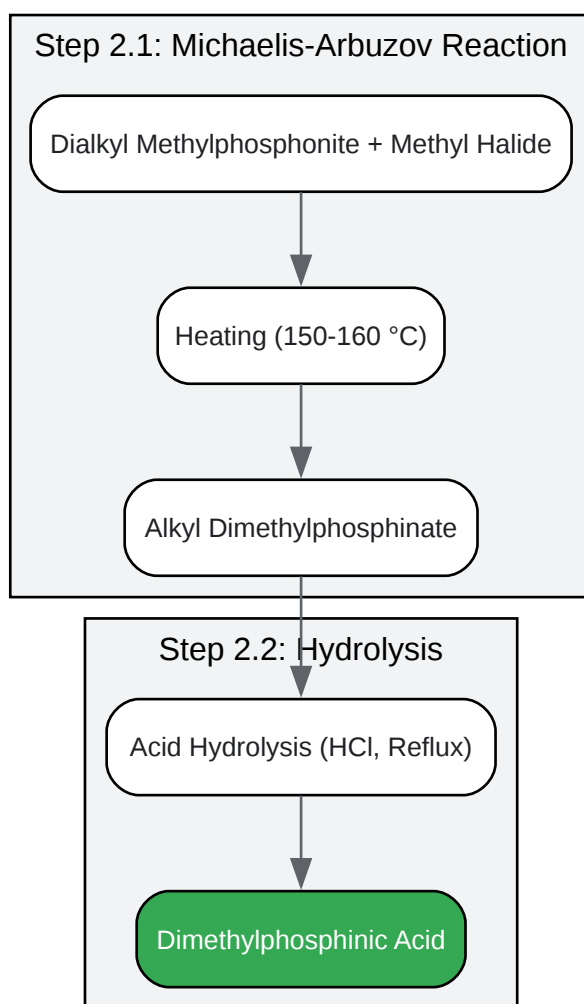 Step 2.1: Michaelis-Arbuzov Reaction
Dialkyl Methylphosphonite + Methyl Halide
Heating (150-160 °C)
Alkyl Dimethylphosphinate
Step 2.2: Hydrolysis
Acid Hydrolysis (HCl, Reflux)
Dimethylphosphinic Acid